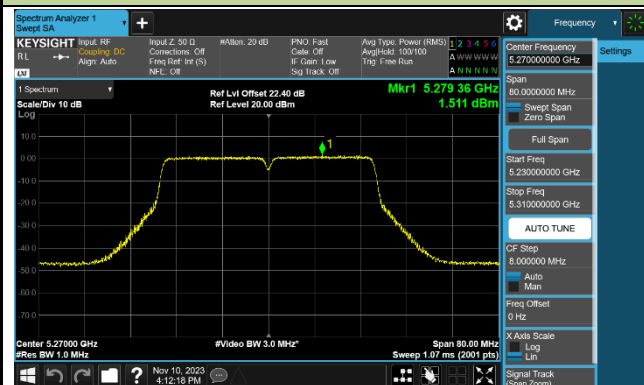 Spectrum Analyzer 1
Swept SA
Frequency
KEYSIGHT
RL
LXI
Input: RF
Coupling: DC
Align: Auto
Input Z: 50 Ω
Corrections: Off
Freq Ref: Int (S)
NFE: Off
#Atten: 20 dB
PNO: Fast
Gate: Off
IF Gain: Low
Sig Track: Off
Avg Type: Power (RMS)
Avg|Hold: 100/100
Trig: Free Run
1 2 3 4 5 6
A W W W W W
A N N N N N
1 Spectrum
Scale/Div 10 dB
Log
Ref Lvl Offset 22.40 dB
Ref Level 20.00 dBm
Mkr1 5.279 36 GHz
1.511 dBm
1
10.0
0.00
-10.0
-20.0
-30.0
-40.0
-50.0
-60.0
-70.0
Center 5.27000 GHz
#Res BW 1.0 MHz
#Video BW 3.0 MHz*
Span 80.00 MHz
Sweep 1.07 ms (2001 pts)
Nov 10, 2023
4:12:18 PM
Center Frequency
5.270000000 GHz
Span
80.0000000 MHz
Swept Span
Zero Span
Full Span
Start Freq
5.230000000 GHz
Stop Freq
5.310000000 GHz
AUTO TUNE
CF Step
8.000000 MHz
Auto
Man
Freq Offset
0 Hz
X Axis Scale
Log
Lin
Signal Track
(Span Zoom)
Settings